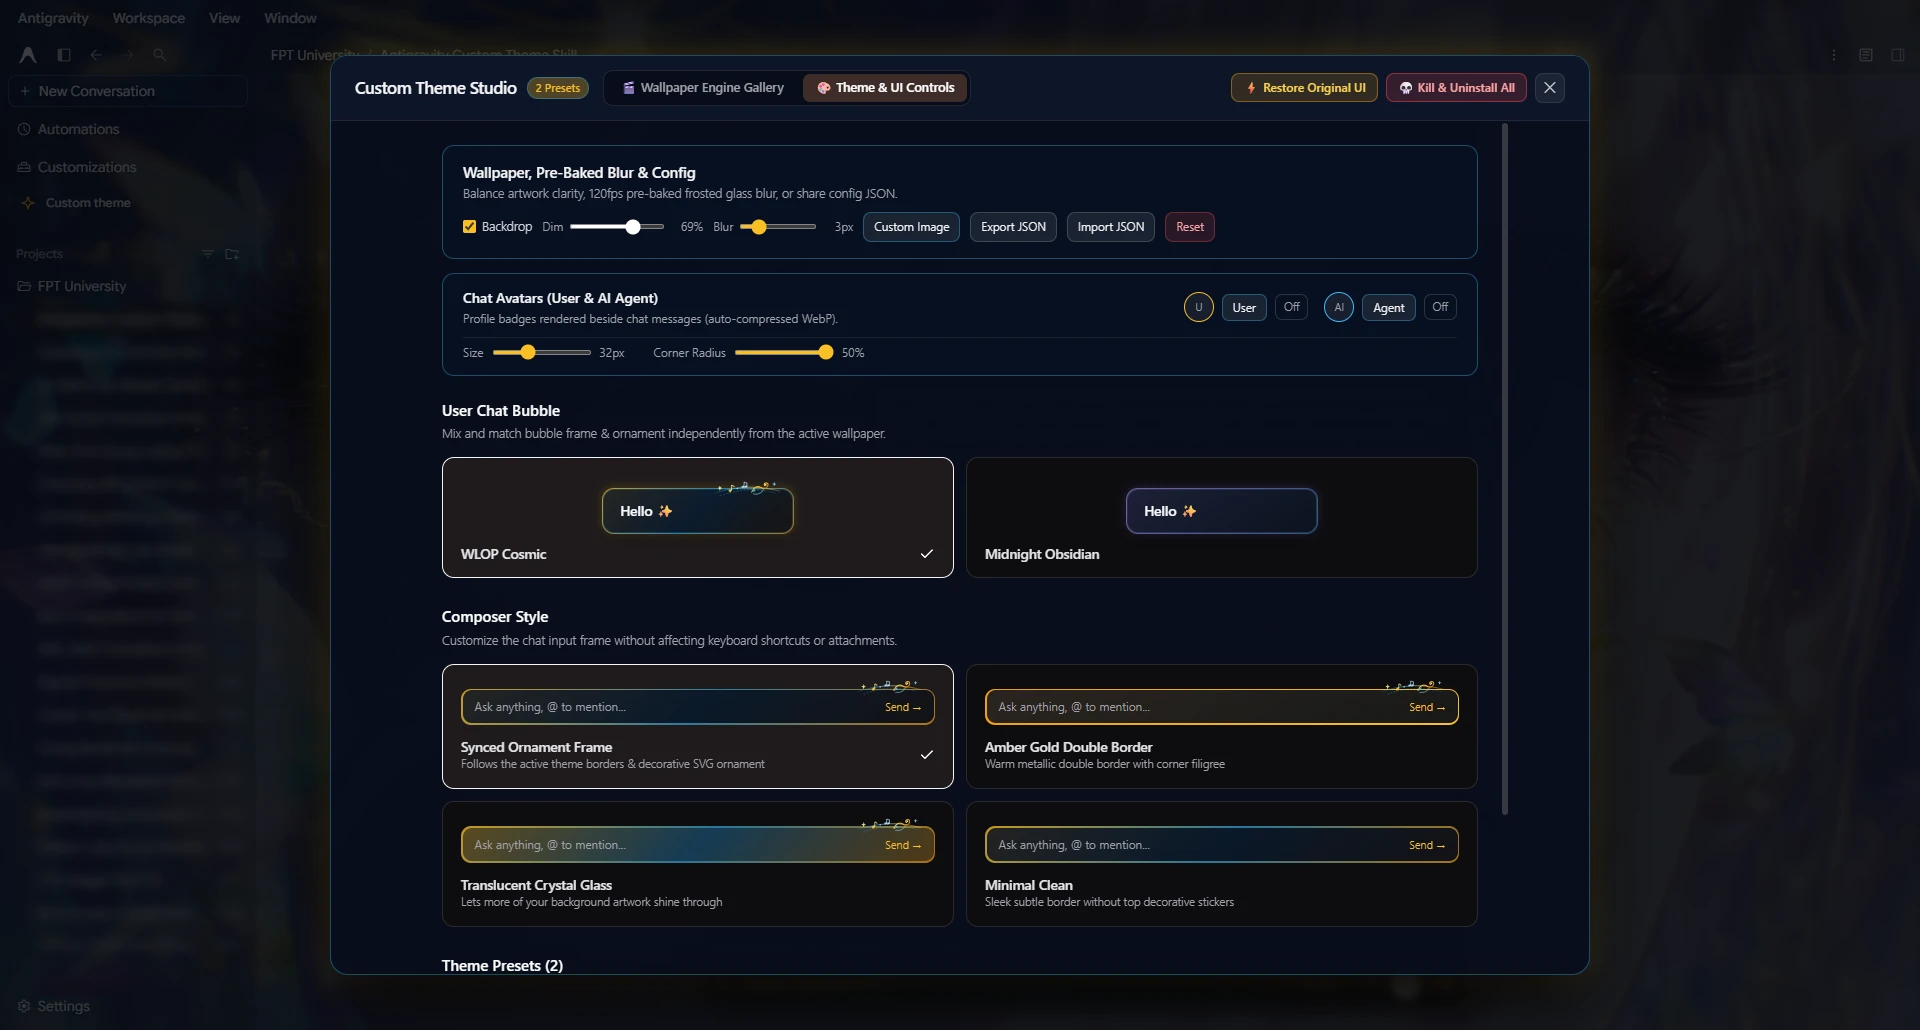 Antigravity Workspace View Window
FPT University / Antigravity Custom Theme Skill
New Conversation
Automations
Customizations
Custom theme
Projects
FPT University
Settings
Custom Theme Studio 2 Presets Wallpaper Engine Gallery Theme & UI Controls Restore Original UI Kill & Uninstall All
Wallpaper, Pre-Baked Blur & Config
Balance artwork clarity, 120fps pre-baked frosted glass blur, or share config JSON.
Backdrop Dim 69% Blur 3px Custom Image Export JSON Import JSON Reset
Chat Avatars (User & AI Agent)
Profile badges rendered beside chat messages (auto-compressed WebP).
U User Off AI Agent Off
Size 32px Corner Radius 50%
User Chat Bubble
Mix and match bubble frame & ornament independently from the active wallpaper.
Hello ✨
WLOP Cosmic
Hello ✨
Midnight Obsidian
Composer Style
Customize the chat input frame without affecting keyboard shortcuts or attachments.
Ask anything, @ to mention... Send →
Synced Ornament Frame
Follows the active theme borders & decorative SVG ornament
Ask anything, @ to mention... Send →
Amber Gold Double Border
Warm metallic double border with corner filigree
Ask anything, @ to mention... Send →
Translucent Crystal Glass
Lets more of your background artwork shine through
Ask anything, @ to mention... Send →
Minimal Clean
Sleek subtle border without top decorative stickers
Theme Presets (2)